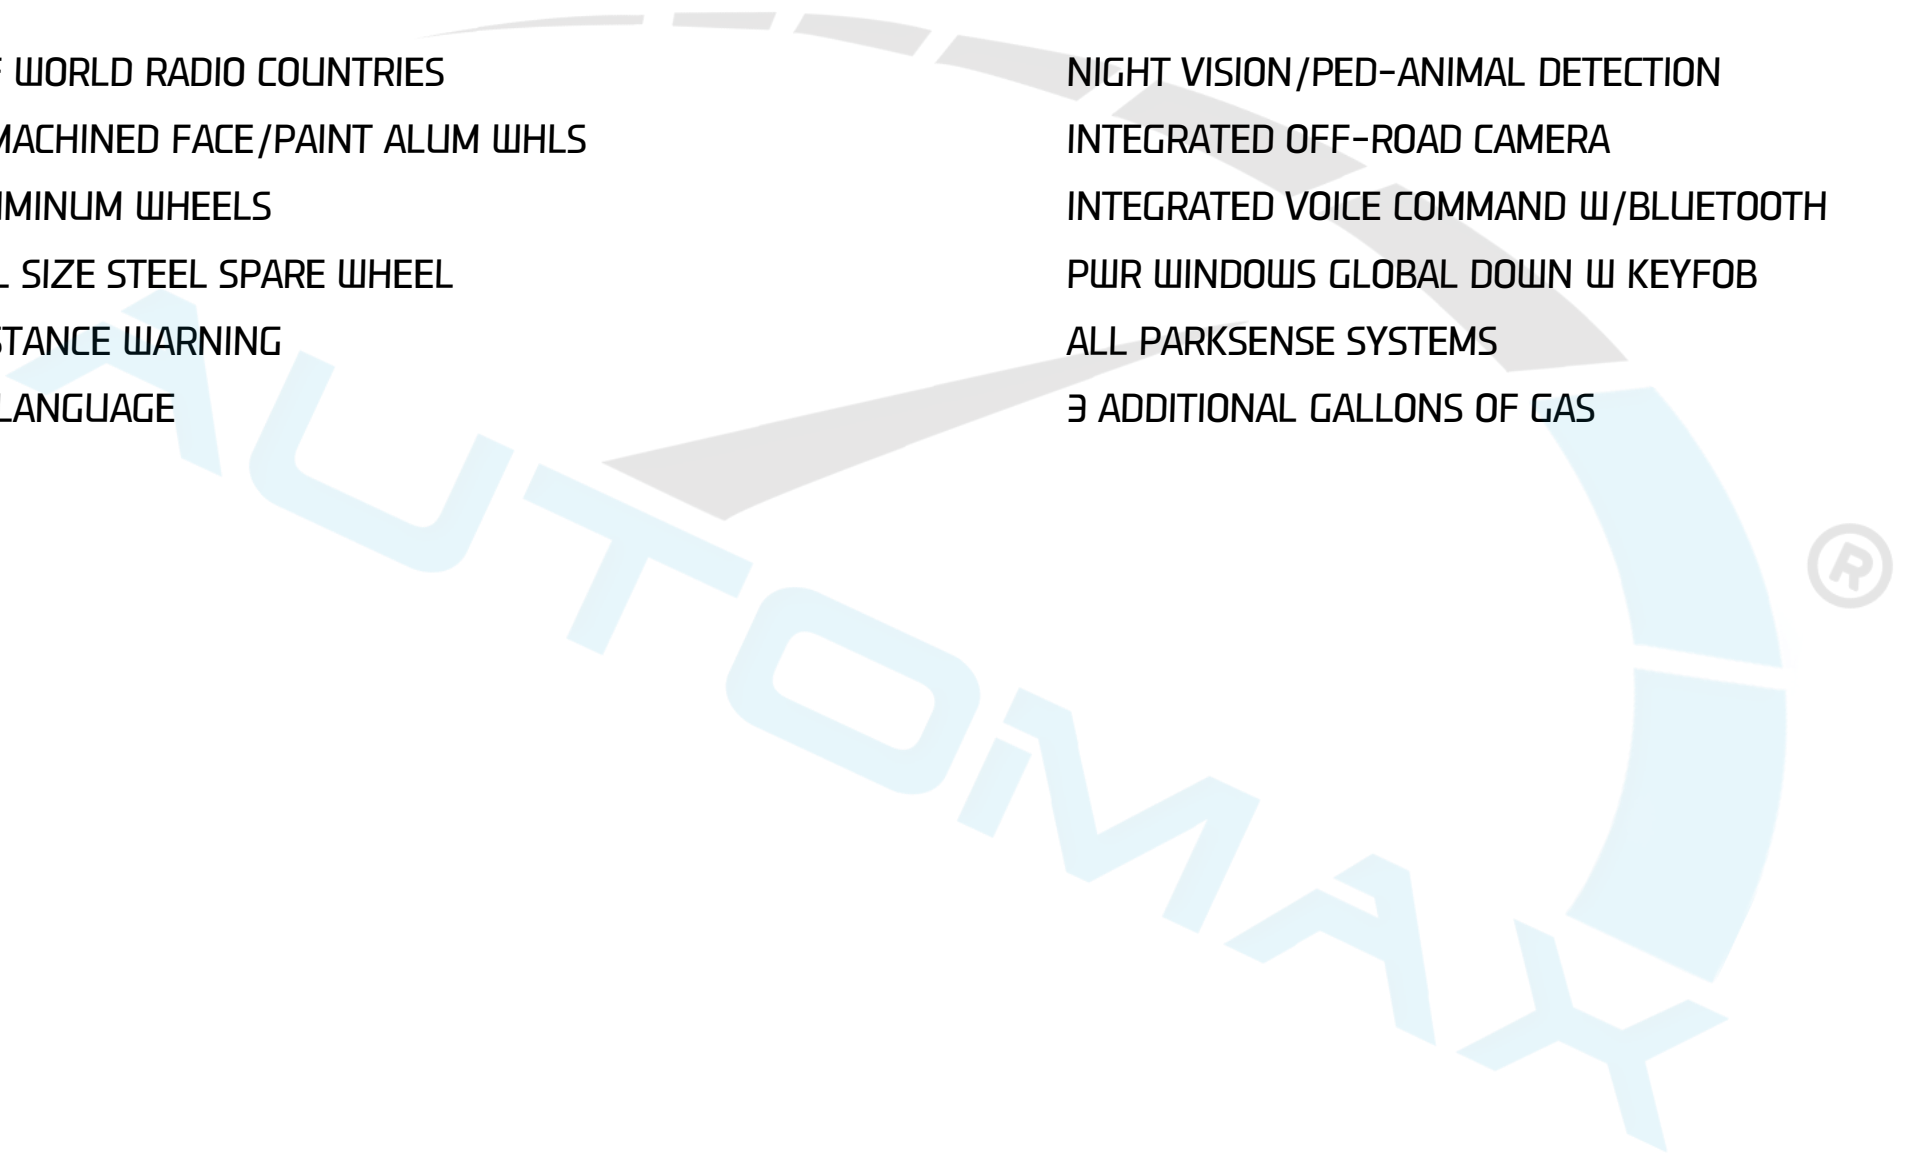 WORLD RADIO COUNTRIES
MACHINED FACE/PAINT ALUM WHLS
WHEELS
SIZE STEEL SPARE WHEEL
WARNING
LANGUAGE
NIGHT VISION/PED-ANIMAL DETECTION
INTEGRATED OFF-ROAD CAMERA
INTEGRATED VOICE COMMAND W/BLUETOOTH
PWR WINDOWS GLOBAL DOWN W KEYFOB
ALL PARKSENSE SYSTEMS
3 ADDITIONAL GALLONS OF GAS
AUTOMAX
®